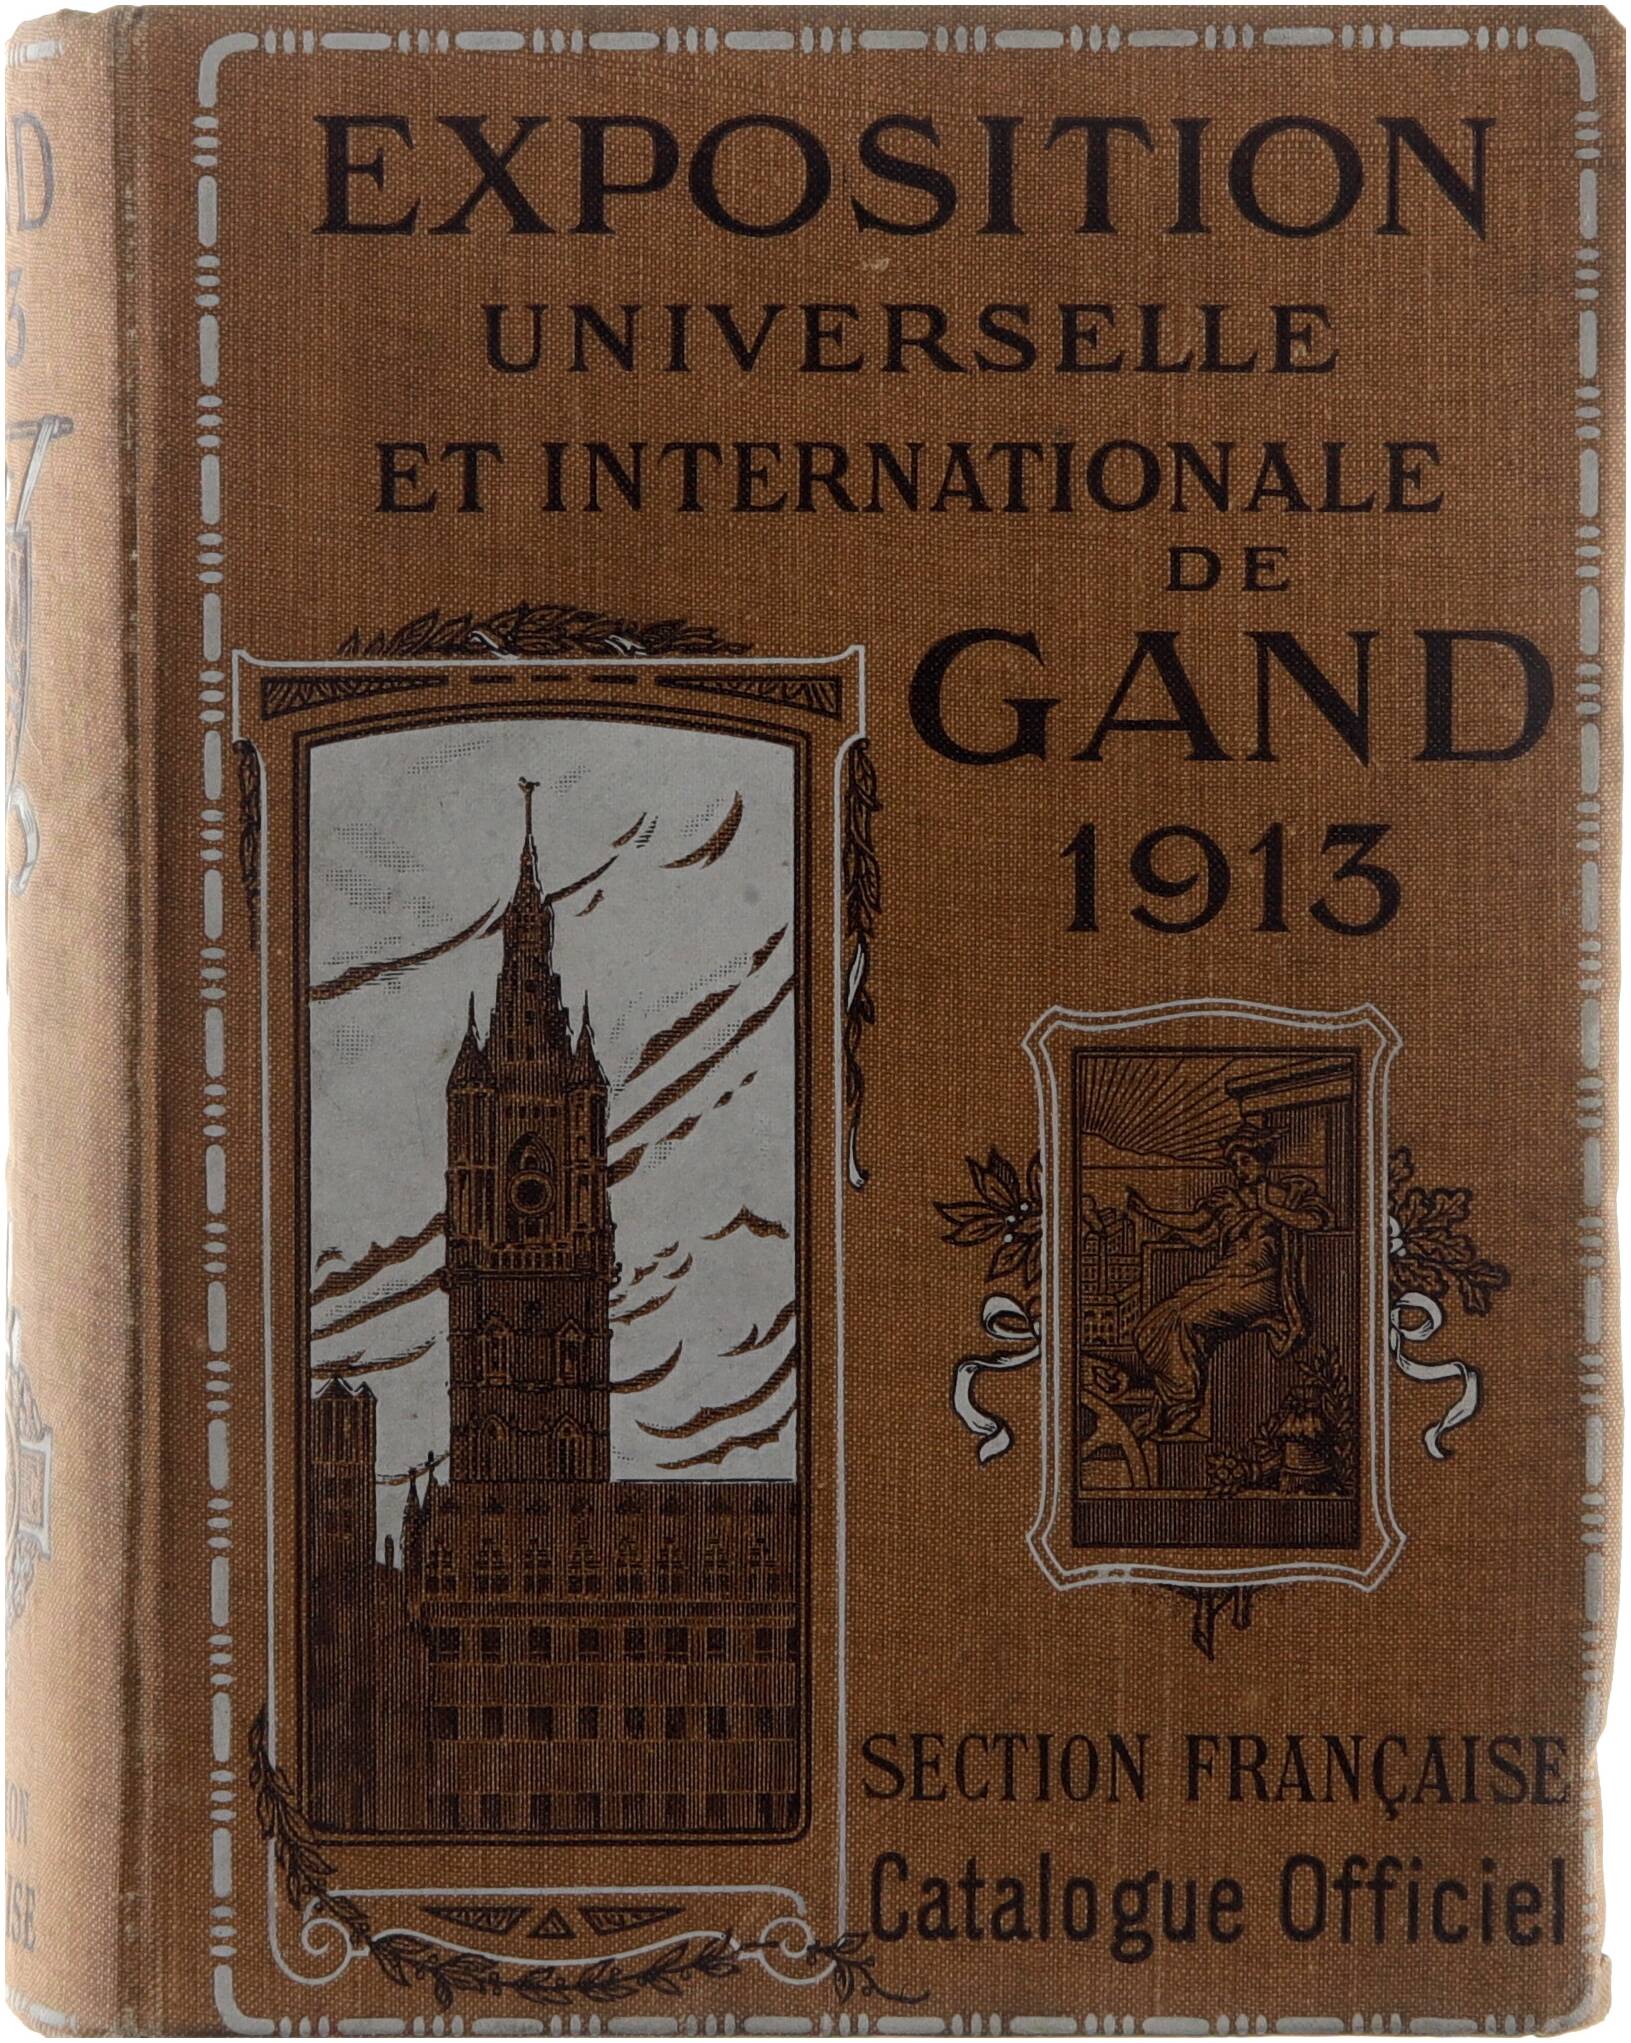 EXPOSITION
UNIVERSELLE
ET INTERNATIONALE
DE
GAND
1913
SECTION FRANÇAISE
Catalogue Officiel